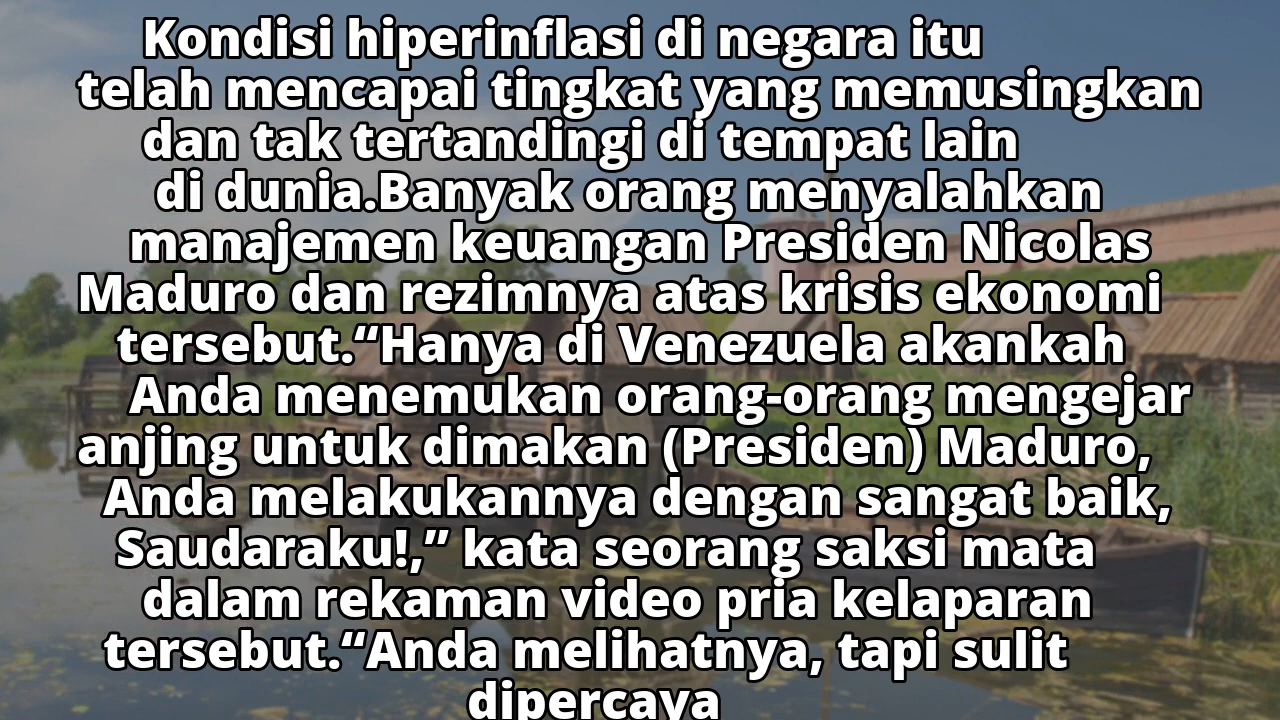 Kondisi hiperinflasi di negara itu
telah mencapai tingkat yang memusingkan
dan tak tertandingi di tempat lain
di dunia.Banyak orang menyalahkan
manajemen keuangan Presiden Nicolas
Maduro dan rezimnya atas krisis ekonomi
tersebut.“Hanya di Venezuela akankah
Anda menemukan orang-orang mengejar
anjing untuk dimakan (Presiden) Maduro,
Anda melakukannya dengan sangat baik,
Saudaraku!,” kata seorang saksi mata
dalam rekaman video pria kelaparan
tersebut.“Anda melihatnya, tapi sulit
dipercaya